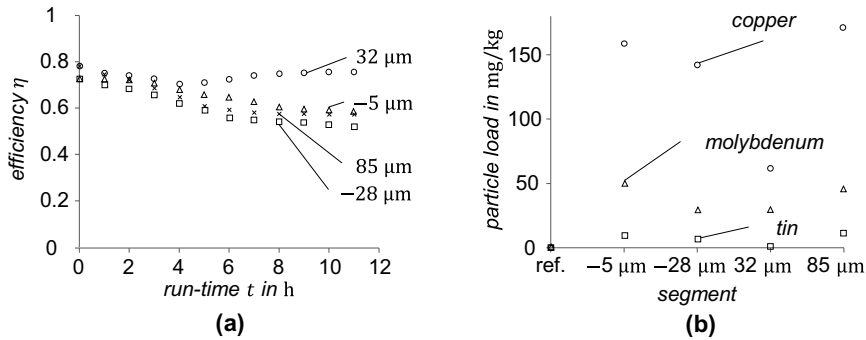 1
0.8
0.6
0.4
0.2
0
efficiency η
0 2 4 6 8 10 12
run-time t in h
32 μm
−5 μm
85 μm
−28 μm
(a)
150
100
50
0
particle load in mg/kg
copper
molybdenum
tin
ref. −5 μm −28 μm 32 μm 85 μm
segment
(b)